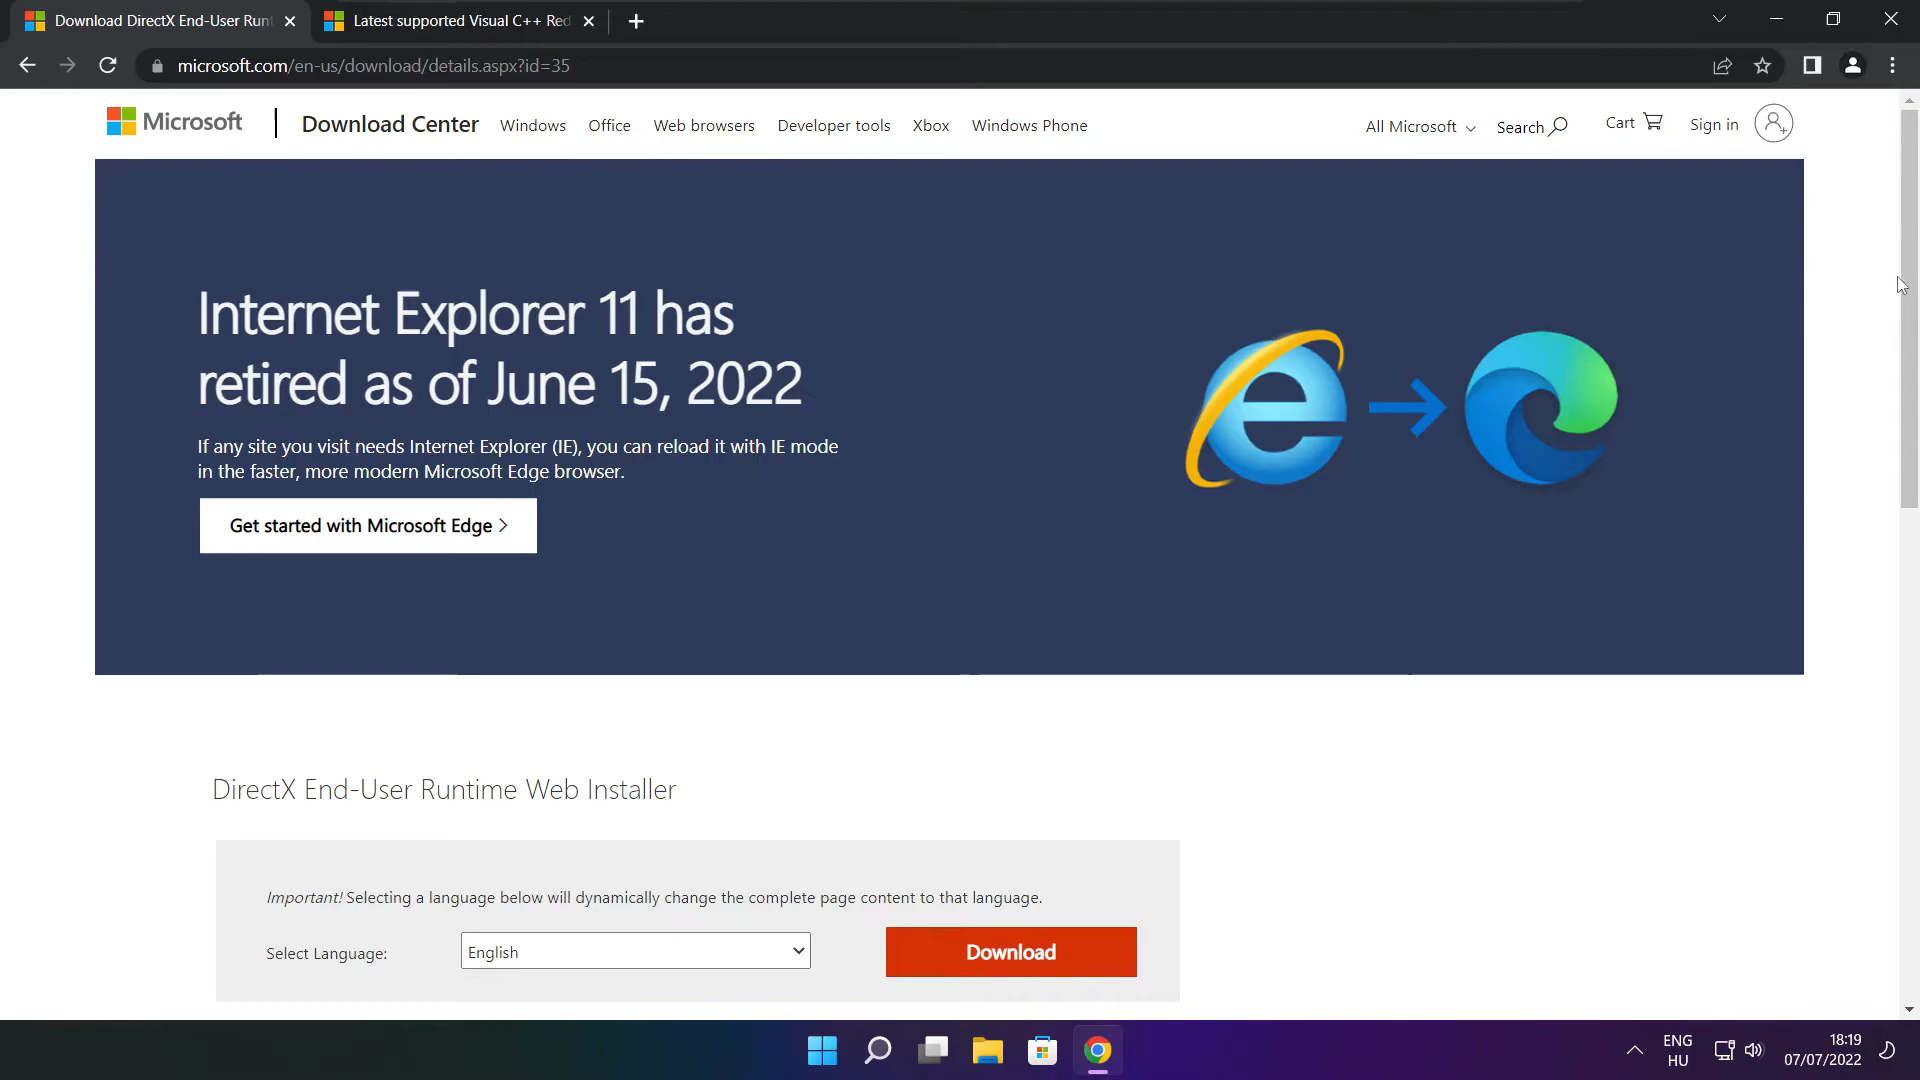 Download DirectX End-User Runt
Latest supported Visual C++ Red
microsoft.com/en-us/download/details.aspx?id=35
Microsoft
Download Center
Windows
Office
Web browsers
Developer tools
Xbox
Windows Phone
All Microsoft
Search
Cart
Sign in
Internet Explorer 11 has
retired as of June 15, 2022
If any site you visit needs Internet Explorer (IE), you can reload it with IE mode
in the faster, more modern Microsoft Edge browser.
Get started with Microsoft Edge >
DirectX End-User Runtime Web Installer
Important! Selecting a language below will dynamically change the complete page content to that language.
Select Language:
English
Download
ENG
HU
18:19
07/07/2022